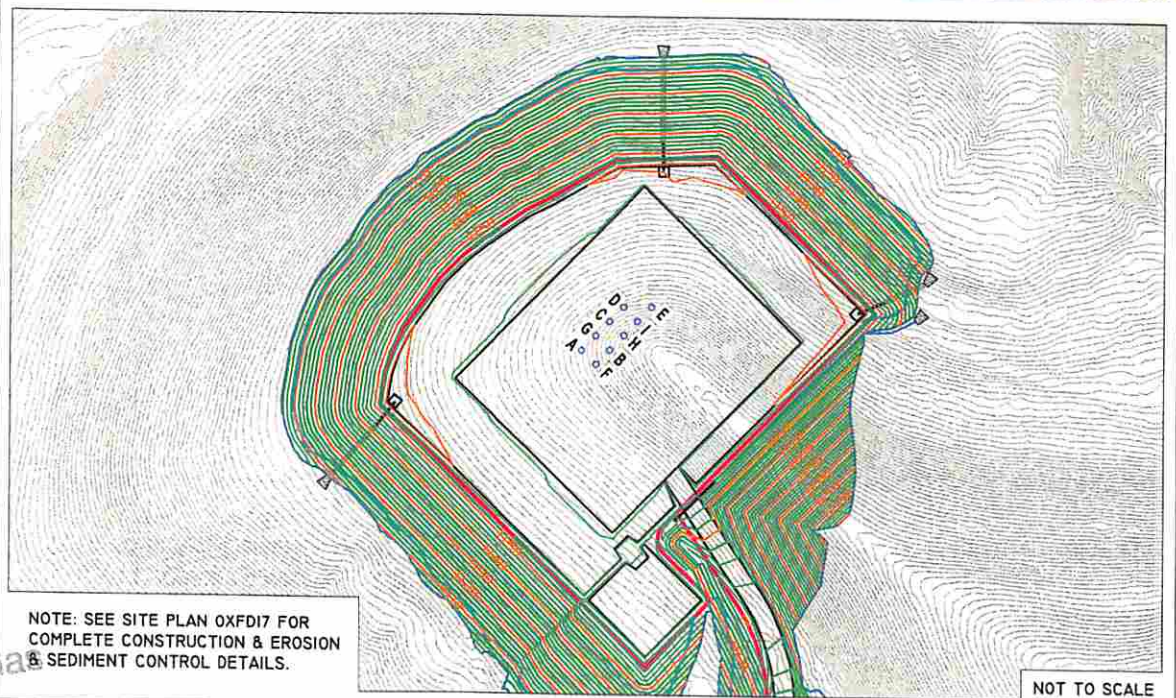 D
C
G
A
E
I
H
B
F
NOTE: SEE SITE PLAN OXFD17 FOR
COMPLETE CONSTRUCTION & EROSION
& SEDIMENT CONTROL DETAILS.
NOT TO SCALE